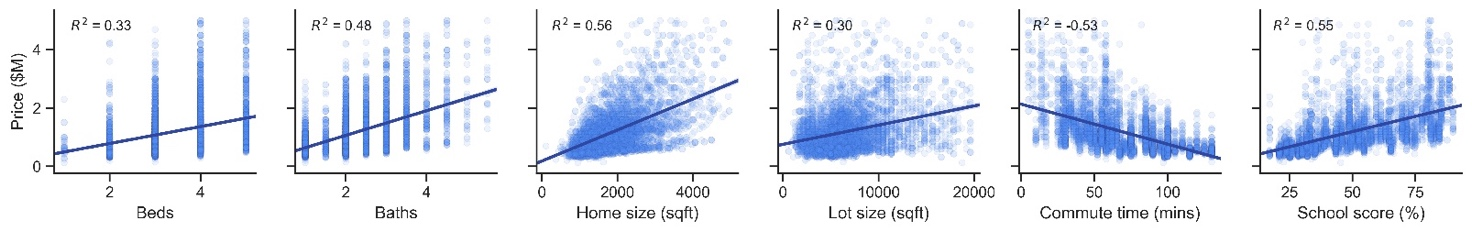 R² = 0.33
R² = 0.48
R² = 0.56
R² = 0.30
R² = -0.53
R² = 0.55
Price ($M)
4
2
0
2
4
2
4
0
2000
4000
0
10000
20000
0
50
100
25
50
75
Beds
Baths
Home size (sqft)
Lot size (sqft)
Commute time (mins)
School score (%)